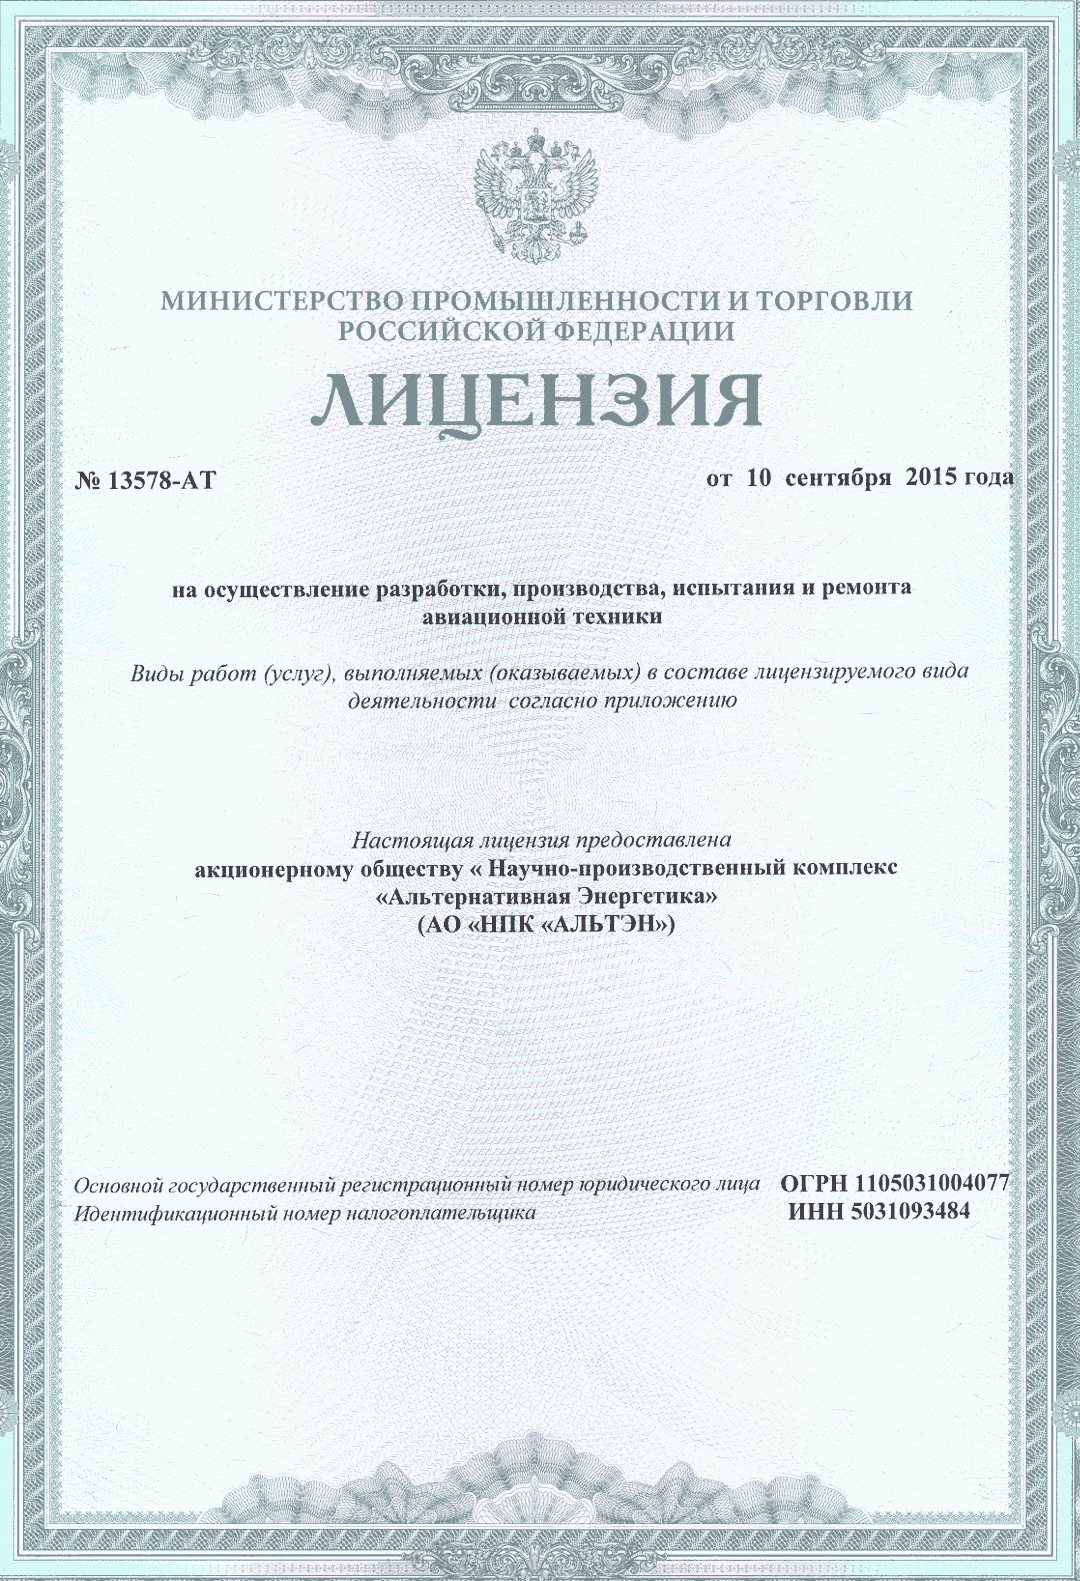 МИНИСТЕРСТВО ПРОМЫШЛЕННОСТИ И ТОРГОВЛИ
РОССИЙСКОЙ ФЕДЕРАЦИИ
ЛИЦЕНЗИЯ
№ 13578-АТ от 10 сентября 2015 года
на осуществление разработки, производства, испытания и ремонта
авиационной техники
Виды работ (услуг), выполняемых (оказываемых) в составе лицензируемого вида
деятельности согласно приложению
Настоящая лицензия предоставлена
акционерному обществу « Научно-производственный комплекс
«Альтернативная Энергетика»
(АО «НПК «АЛЬТЭН»)
Основной государственный регистрационный номер юридического лица ОГРН 1105031004077
Идентификационный номер налогоплательщика ИНН 5031093484